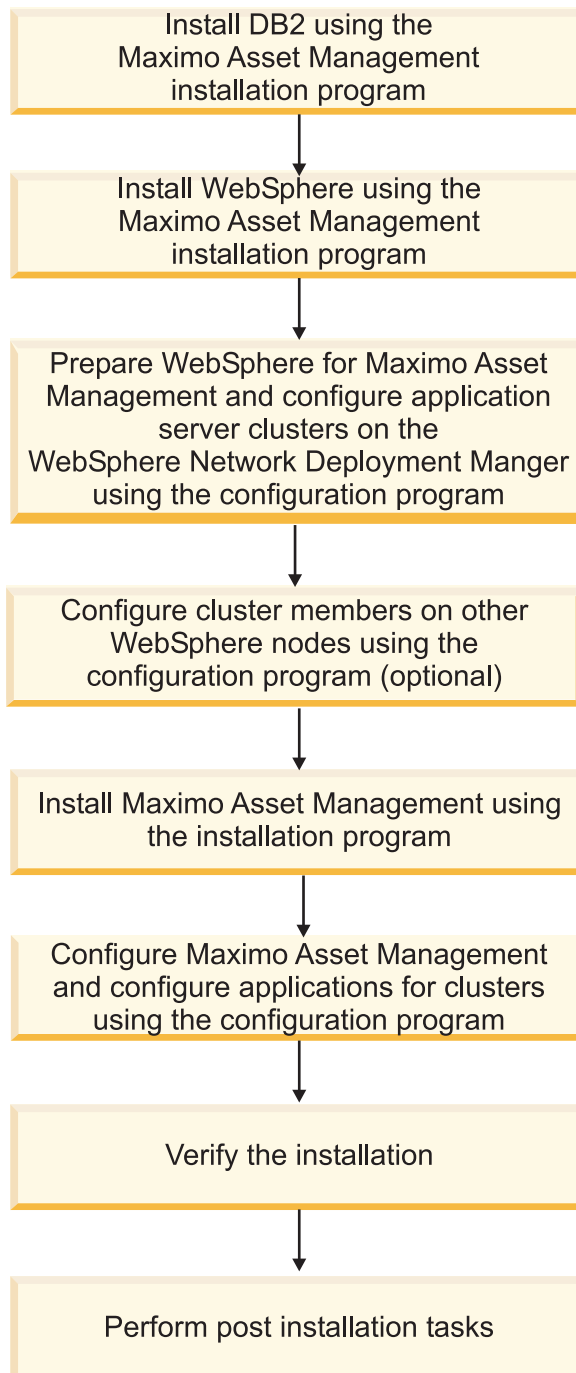 Install DB2 using the
Maximo Asset Management
installation program
Install WebSphere using the
Maximo Asset Management
installation program
Prepare WebSphere for Maximo Asset
Management and configure application
server clusters on the
WebSphere Network Deployment Manger
using the configuration program
Configure cluster members on other
WebSphere nodes using the
configuration program (optional)
Install Maximo Asset Management using
the installation program
Configure Maximo Asset Management
and configure applications for clusters
using the configuration program
Verify the installation
Perform post installation tasks